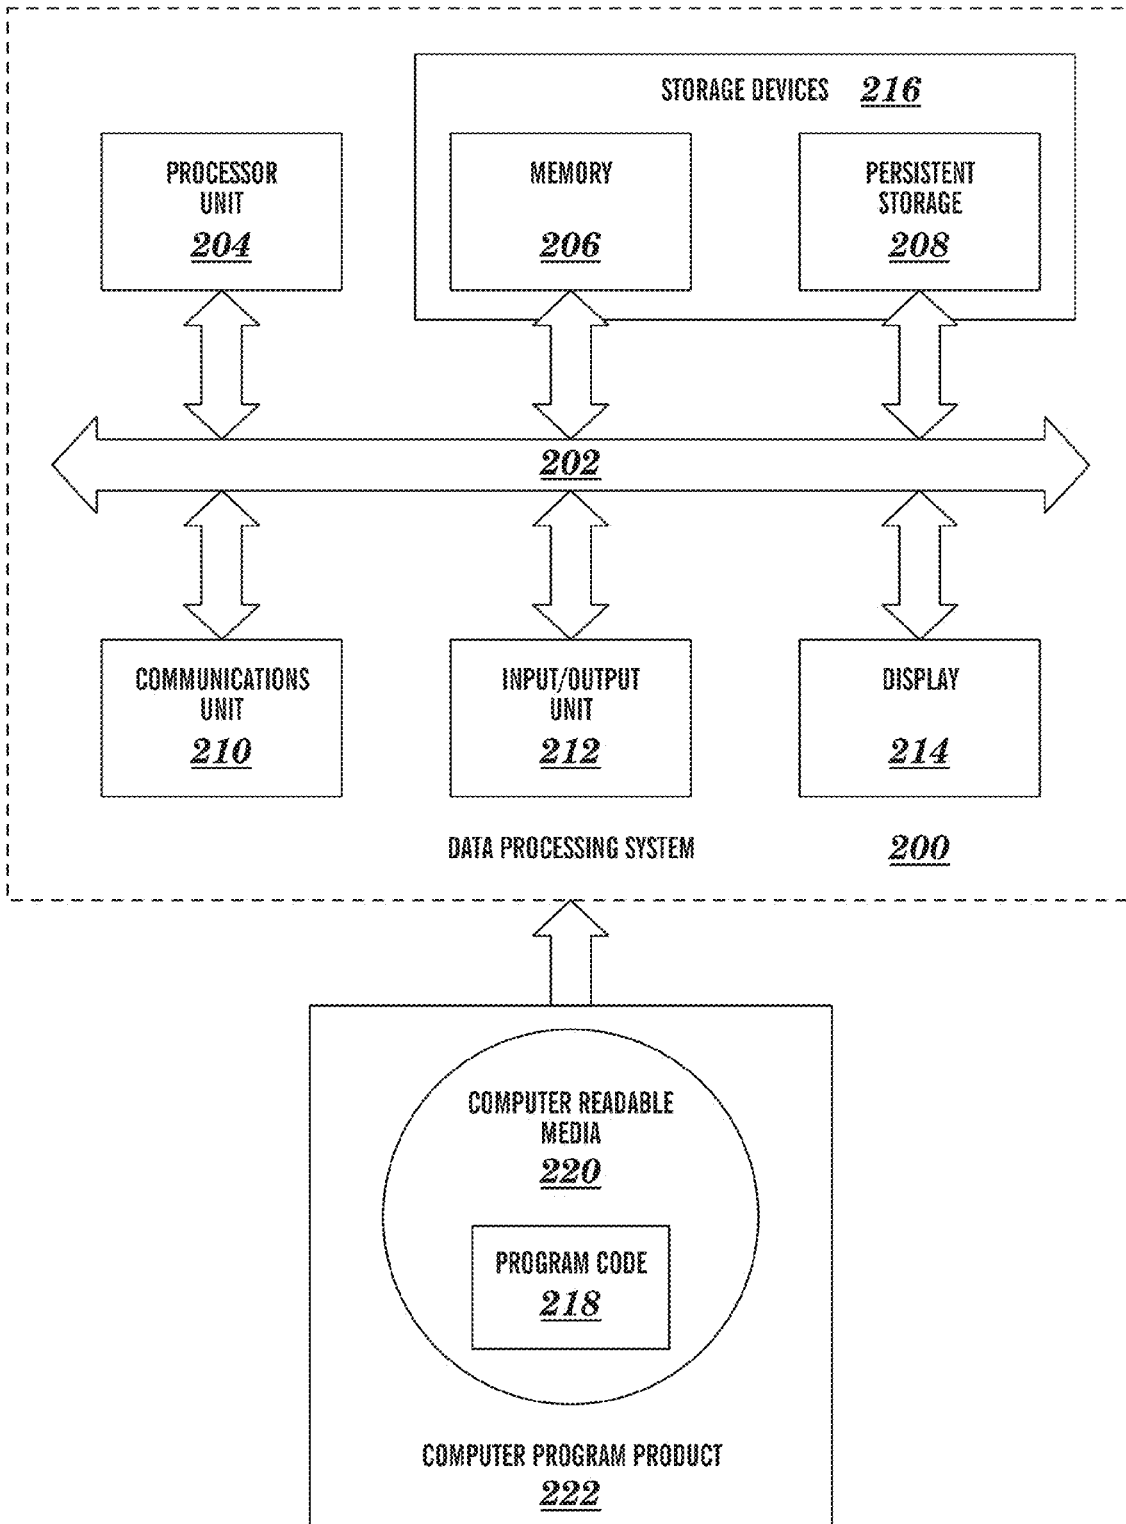 STORAGE DEVICES 216
PROCESSOR
UNIT
204
MEMORY
206
PERSISTENT
STORAGE
208
202
COMMUNICATIONS
UNIT
210
INPUT/OUTPUT
UNIT
212
DISPLAY
214
DATA PROCESSING SYSTEM 200
COMPUTER READABLE
MEDIA
220
PROGRAM CODE
218
COMPUTER PROGRAM PRODUCT
222